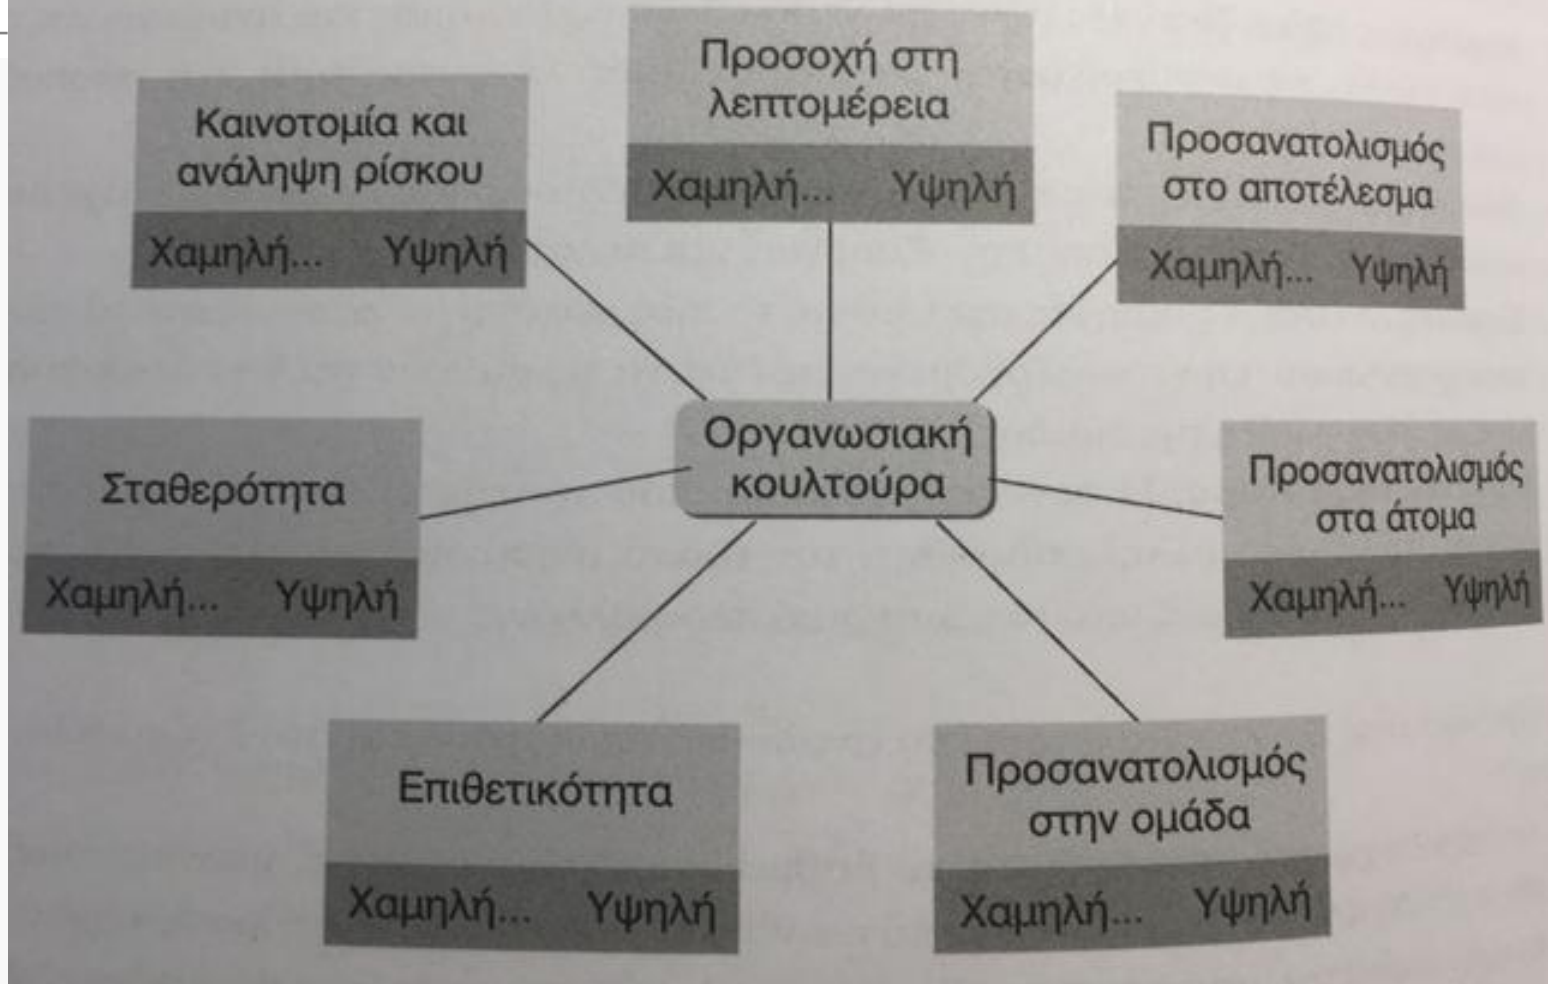 Προσοχή στη
λεπτομέρεια
Χαμηλή... Υψηλή
Καινοτομία και
ανάληψη ρίσκου
Χαμηλή... Υψηλή
Προσανατολισμός
στο αποτέλεσμα
Χαμηλή... Υψηλή
Οργανωσιακή
κουλτούρα
Σταθερότητα
Χαμηλή... Υψηλή
Προσανατολισμός
στα άτομα
Χαμηλή... Υψηλή
Επιθετικότητα
Χαμηλή... Υψηλή
Προσανατολισμός
στην ομάδα
Χαμηλή... Υψηλή